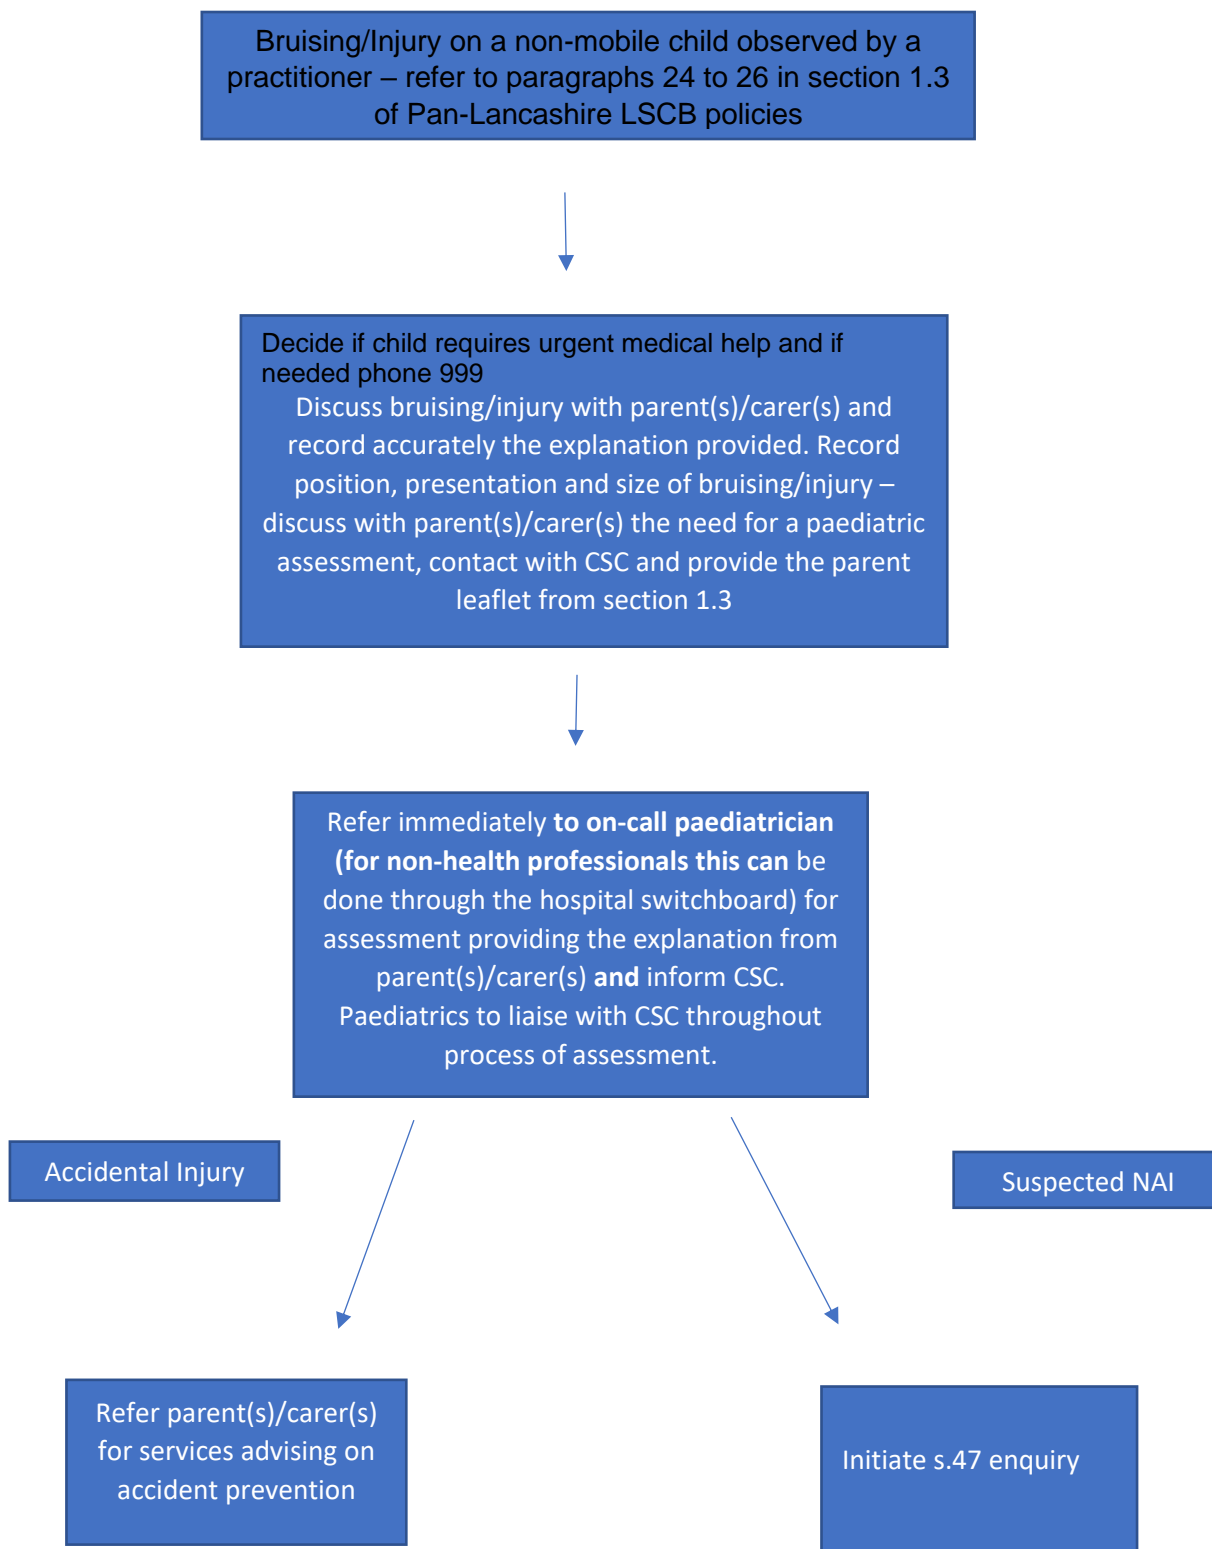 Bruising/Injury on a non-mobile child observed by a
practitioner – refer to paragraphs 24 to 26 in section 1.3
of Pan-Lancashire LSCB policies
Decide if child requires urgent medical help and if
needed phone 999
Discuss bruising/injury with parent(s)/carer(s) and
record accurately the explanation provided. Record
position, presentation and size of bruising/injury –
discuss with parent(s)/carer(s) the need for a paediatric
assessment, contact with CSC and provide the parent
leaflet from section 1.3
Refer immediately to on-call paediatrician
(for non-health professionals this can be
done through the hospital switchboard) for
assessment providing the explanation from
parent(s)/carer(s) and inform CSC.
Paediatrics to liaise with CSC throughout
process of assessment.
Accidental Injury
Suspected NAI
Refer parent(s)/carer(s)
for services advising on
accident prevention
Initiate s.47 enquiry